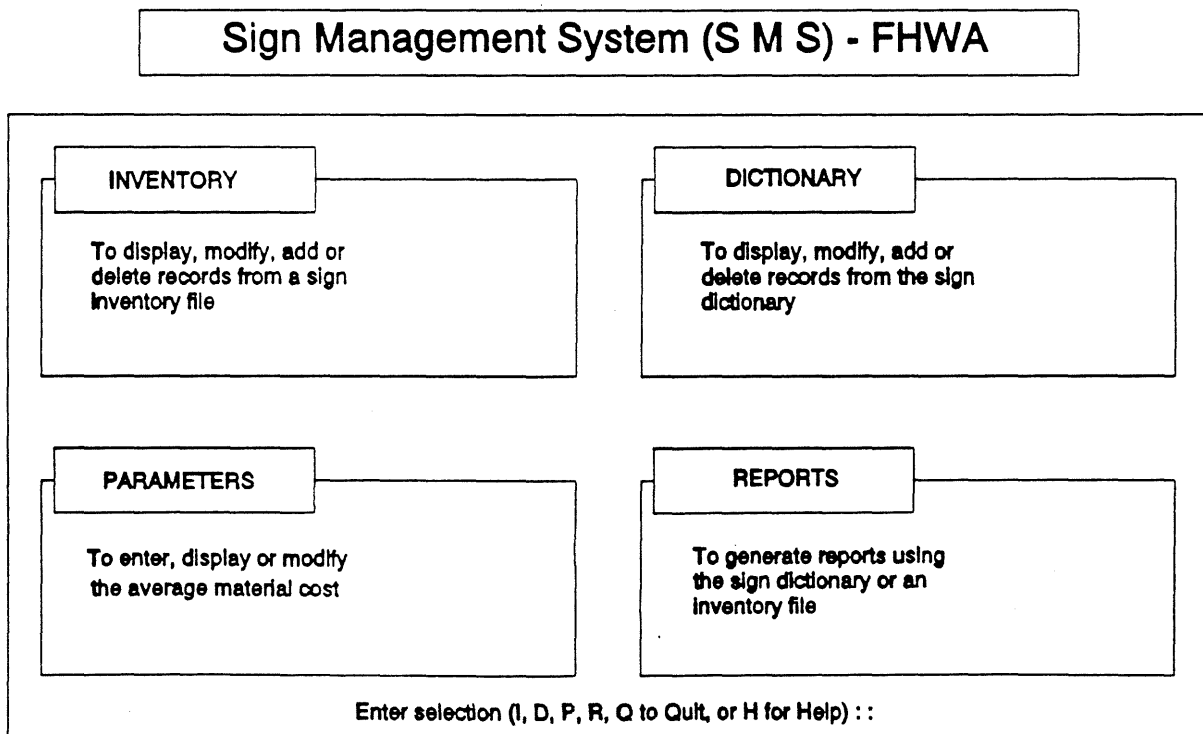 Sign Management System (S M S) - FHWA
INVENTORY
To display, modify, add or
delete records from a sign
inventory file
DICTIONARY
To display, modify, add or
delete records from the sign
dictionary
PARAMETERS
To enter, display or modify
the average material cost
REPORTS
To generate reports using
the sign dictionary or an
inventory file
Enter selection (I, D, P, R, Q to Quit, or H for Help) : :